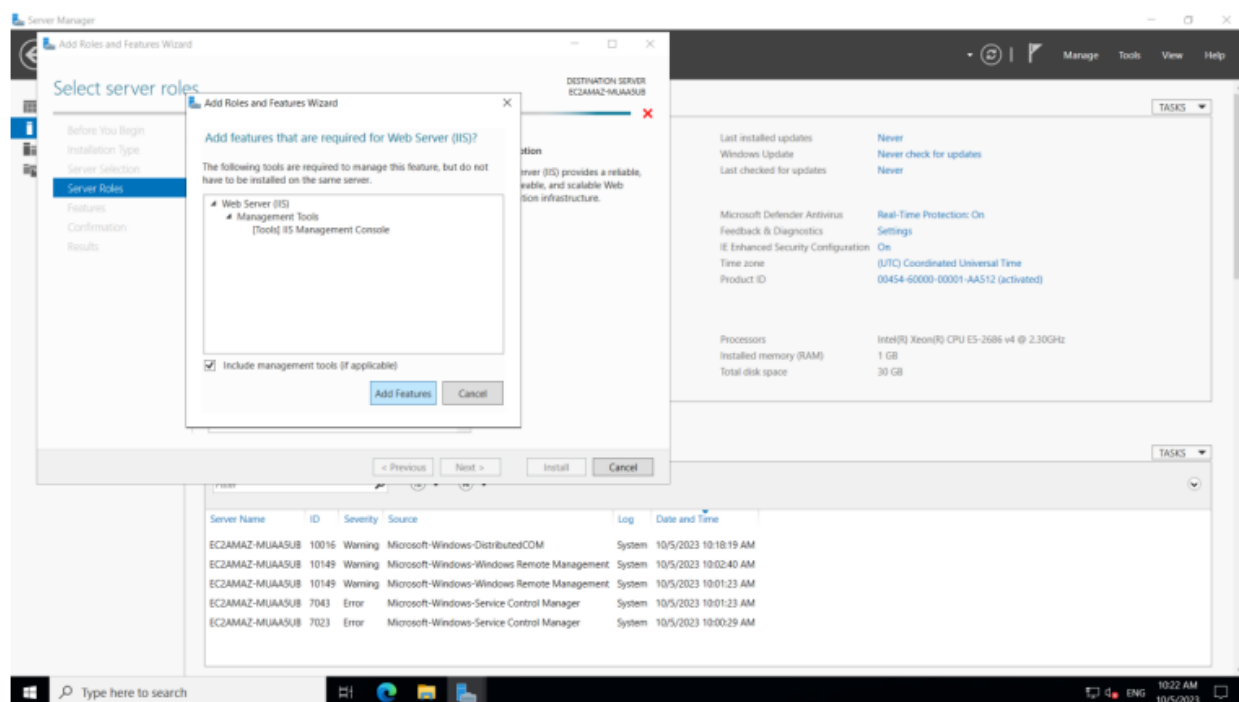 Server Manager
Manage Tools View Help
Add Roles and Features Wizard
Select server roles
DESTINATION SERVER
EC2AMAZ-MUAASUB
Before You Begin
Installation Type
Server Selection
Server Roles
Features
Confirmation
Results
Add Roles and Features Wizard
Add features that are required for Web Server (IIS)?
The following tools are required to manage this feature, but do not
have to be installed on the same server.
Web Server (IIS)
Management Tools
[Tools] IIS Management Console
Include management tools (if applicable)
Add Features Cancel
erver (IIS) provides a reliable,
eable, and scalable Web
tion infrastructure.
< Previous Next > Install Cancel
TASKS
Last installed updates Never
Windows Update Never check for updates
Last checked for updates Never
Microsoft Defender Antivirus Real-Time Protection: On
Feedback & Diagnostics Settings
IE Enhanced Security Configuration On
Time zone (UTC) Coordinated Universal Time
Product ID 00454-60000-00001-AA512 (activated)
Processors Intel(R) Xeon(R) CPU E5-2686 v4 @ 2.30GHz
Installed memory (RAM) 1 GB
Total disk space 30 GB
TASKS
Filter
Server Name ID Severity Source Log Date and Time
EC2AMAZ-MUAASUB 10016 Warning Microsoft-Windows-DistributedCOM System 10/5/2023 10:18:19 AM
EC2AMAZ-MUAASUB 10149 Warning Microsoft-Windows-Windows Remote Management System 10/5/2023 10:02:40 AM
EC2AMAZ-MUAASUB 10149 Warning Microsoft-Windows-Windows Remote Management System 10/5/2023 10:01:23 AM
EC2AMAZ-MUAASUB 7043 Error Microsoft-Windows-Service Control Manager System 10/5/2023 10:01:23 AM
EC2AMAZ-MUAASUB 7023 Error Microsoft-Windows-Service Control Manager System 10/5/2023 10:00:29 AM
Type here to search
ENG
10:22 AM
10/5/2023